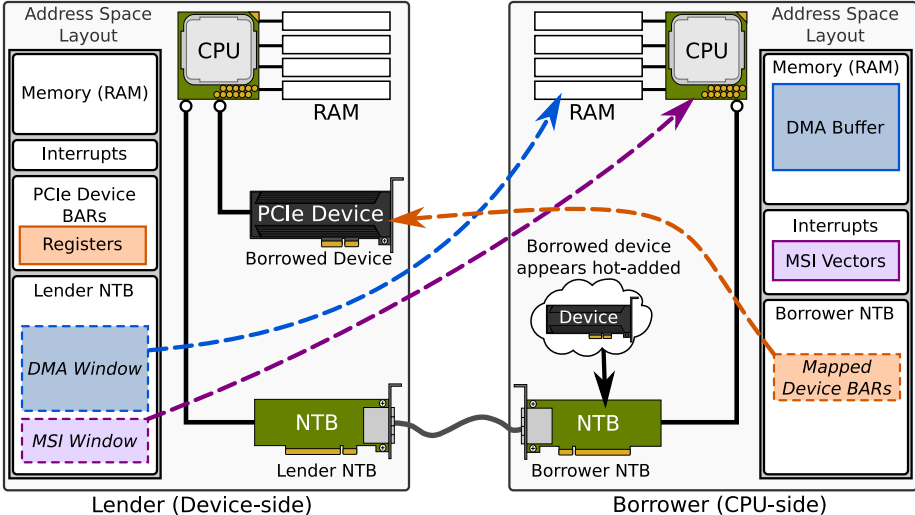 Address Space
Layout
Memory (RAM)
Interrupts
PCIe Device
BARs
Registers
Lender NTB
DMA Window
MSI Window
CPU
RAM
PCIe Device
Borrowed Device
NTB
Lender NTB
Lender (Device-side)
RAM
CPU
Borrowed device
appears hot-added
Device
NTB
Borrower NTB
Address Space
Layout
Memory (RAM)
DMA Buffer
Interrupts
MSI Vectors
Borrower NTB
Mapped
Device BARs
Borrower (CPU-side)